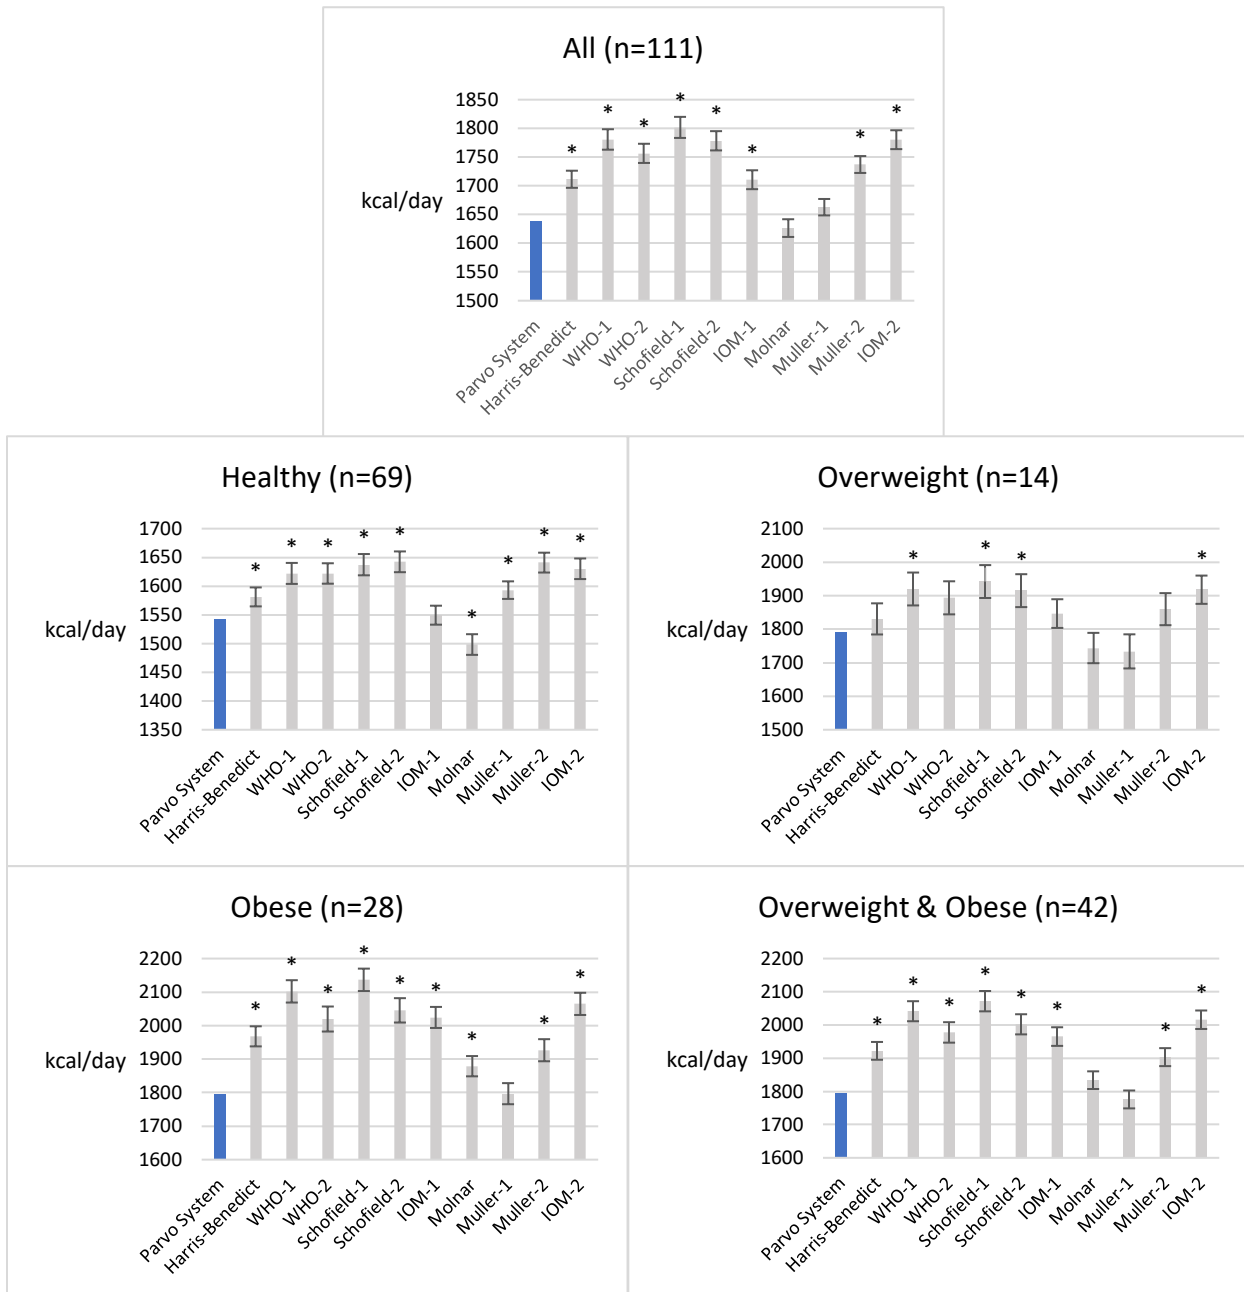 All (n=111)
kcal/day
1850
1800
1750
1700
1650
1600
1550
1500
* * * * * * * *
Parvo System
Harris-Benedict
WHO-1
WHO-2
Schofield-1
Schofield-2
IOM-1
Molnar
Muller-1
Muller-2
IOM-2
Healthy (n=69)
kcal/day
1700
1650
1600
1550
1500
1450
1400
1350
* * * * * * * * *
Parvo System
Harris-Benedict
WHO-1
WHO-2
Schofield-1
Schofield-2
IOM-1
Molnar
Muller-1
Muller-2
IOM-2
Overweight (n=14)
kcal/day
2100
2000
1900
1800
1700
1600
1500
* * * *
Parvo System
Harris-Benedict
WHO-1
WHO-2
Schofield-1
Schofield-2
IOM-1
Molnar
Muller-1
Muller-2
IOM-2
Obese (n=28)
kcal/day
2200
2100
2000
1900
1800
1700
1600
* * * * * * * * *
Parvo System
Harris-Benedict
WHO-1
WHO-2
Schofield-1
Schofield-2
IOM-1
Molnar
Muller-1
Muller-2
IOM-2
Overweight & Obese (n=42)
kcal/day
2200
2100
2000
1900
1800
1700
1600
* * * * * * * *
Parvo System
Harris-Benedict
WHO-1
WHO-2
Schofield-1
Schofield-2
IOM-1
Molnar
Muller-1
Muller-2
IOM-2